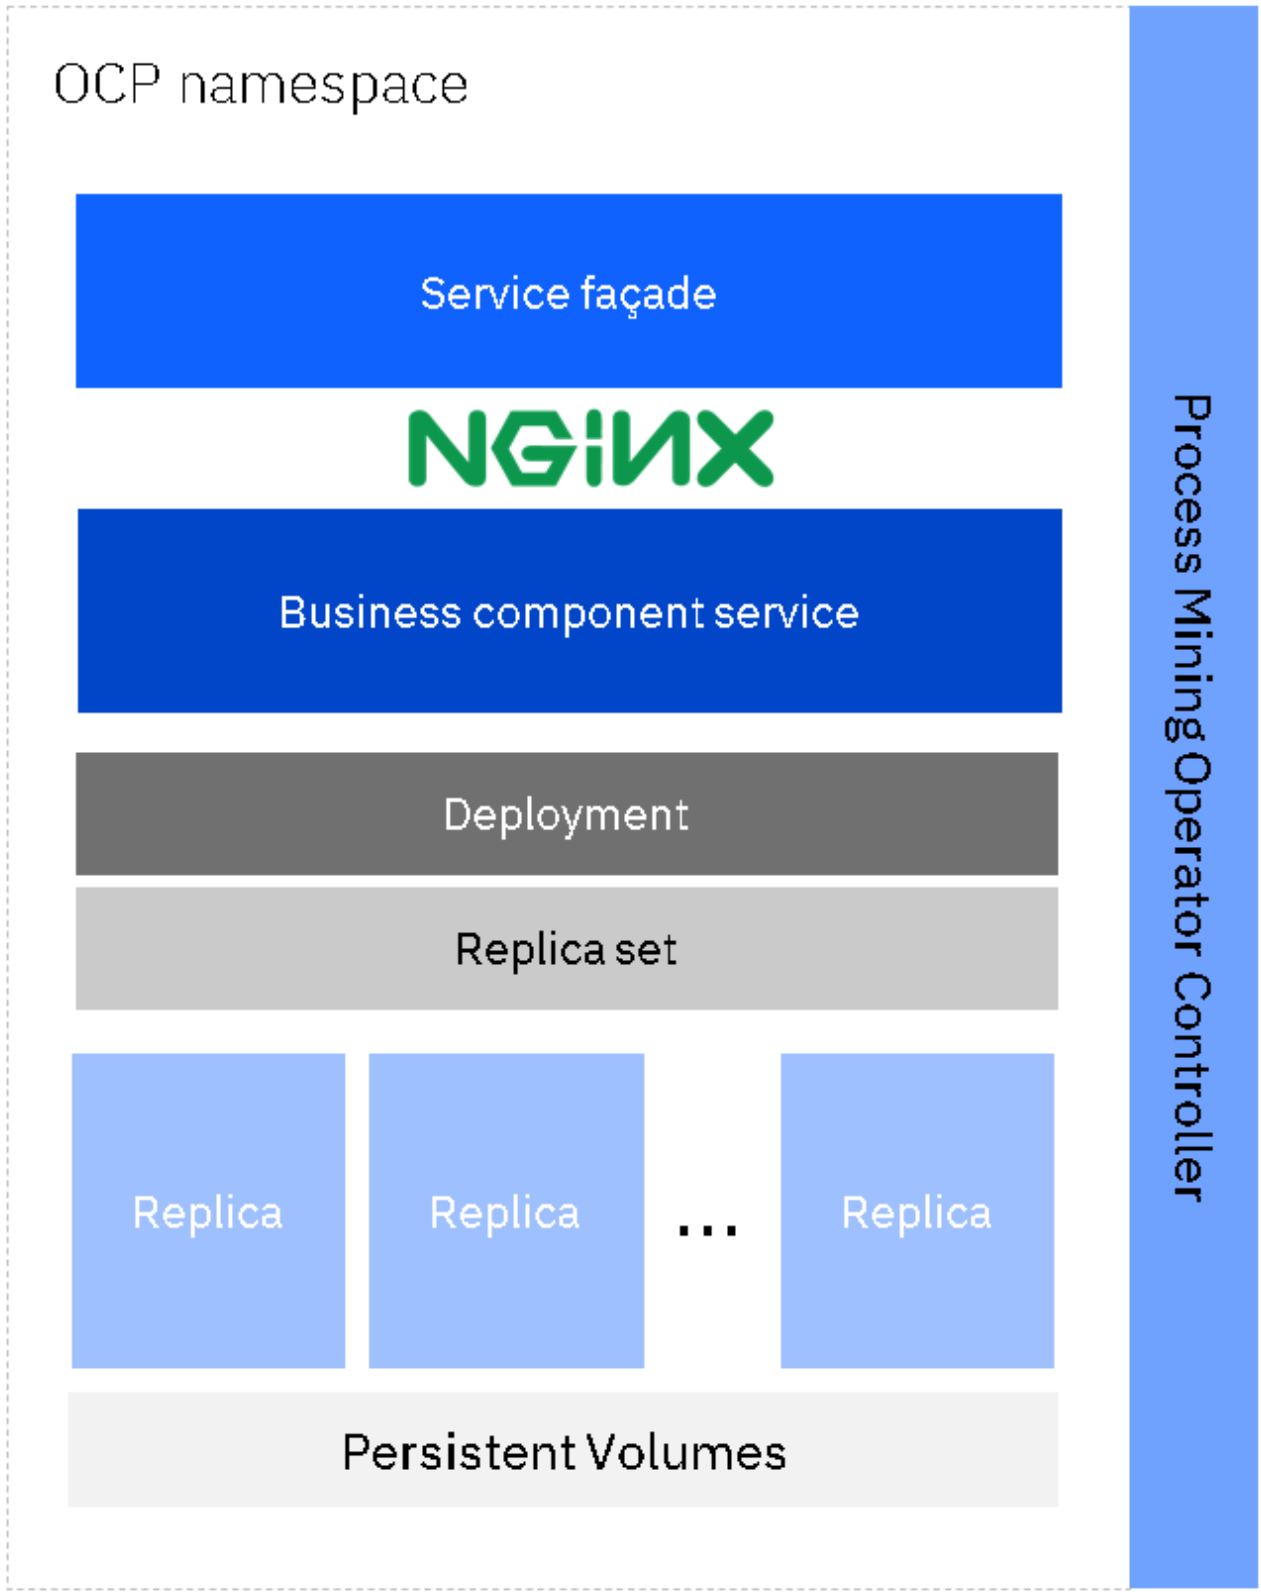 OCP namespace
Service façade
NGINX
Business component service
Deployment
Replica set
Replica
Replica
...
Replica
Persistent Volumes
Process Mining Operator Controller